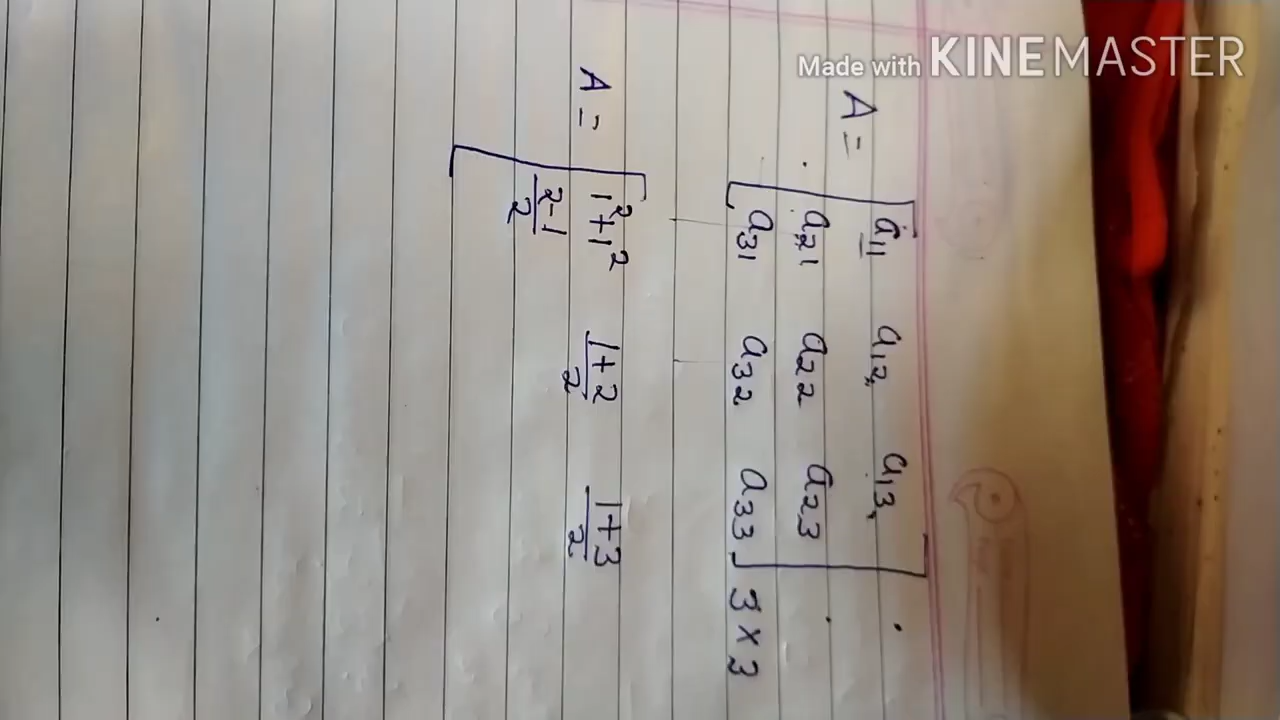 Made with KINEMASTER
A = [ a11 a12, a13,
a21 a22 a23
a31 a32 a33 ] 3 × 3
A = [ 1²+1² 1+2/2 1+3/2
2-1/2